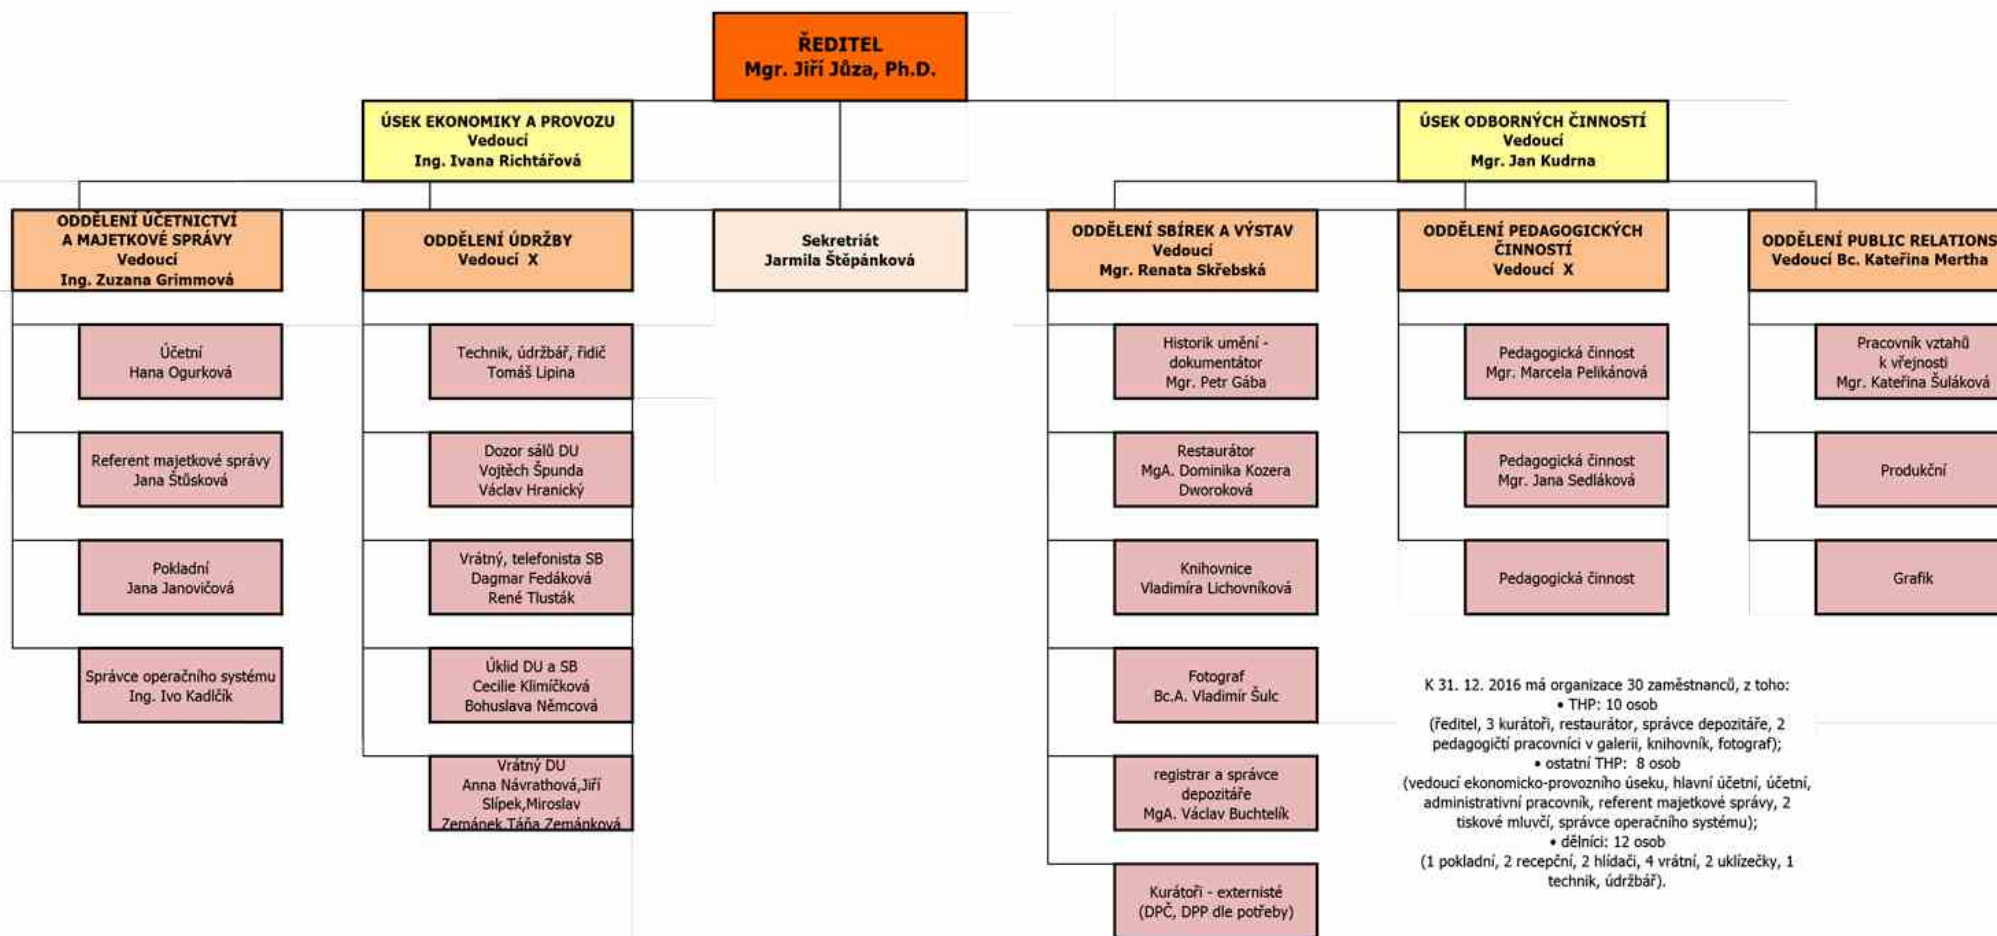 ŘEDITEL
Mgr. Jiří Jůza, Ph.D.
ÚSEK EKONOMIKY A PROVOZU
Vedoucí
Ing. Ivana Richtářová
ÚSEK ODBORNÝCH ČINNOSTÍ
Vedoucí
Mgr. Jan Kudrna
ODDĚLENÍ ÚČETNICTVÍ
A MAJETKOVÉ SPRÁVY
Vedoucí
Ing. Zuzana Grimmová
ODDĚLENÍ ÚDRŽBY
Vedoucí X
Sekretriát
Jarmila Štěpánková
ODDĚLENÍ SBÍREK A VÝSTAV
Vedoucí
Mgr. Renata Skřebská
ODDĚLENÍ PEDAGOGICKÝCH
ČINNOSTÍ
Vedoucí X
ODDĚLENÍ PUBLIC RELATIONS
Vedoucí Bc. Kateřina Mertha
Účetní
Hana Ogurková
Referent majetkové správy
Jana Štůsková
Pokladní
Jana Janovičová
Správce operačního systému
Ing. Ivo Kadlčík
Technik, údržbář, řidič
Tomáš Lipina
Dozor sálů DU
Vojtěch Špunda
Václav Hranický
Vrátný, telefonista SB
Dagmar Fedáková
René Tlusták
Úklid DU a SB
Cecilie Klimíčková
Bohuslava Němcová
Vrátný DU
Anna Návrathová,Jiří
Slípek,Miroslav
Zemánek,Táňa Zemánková
Historik umění -
dokumentátor
Mgr. Petr Gába
Restaurátor
MgA. Dominika Kozera
Dworoková
Knihovnice
Vladimíra Lichovníková
Fotograf
Bc.A. Vladimír Šulc
registrar a správce
depozitáře
MgA. Václav Buchtelík
Kurátoři - externisté
(DPČ, DPP dle potřeby)
Pedagogická činnost
Mgr. Marcela Pelikánová
Pedagogická činnost
Mgr. Jana Sedláková
Pedagogická činnost
Pracovník vztahů
k vřejnosti
Mgr. Kateřina Šuláková
Produkční
Grafik
K 31. 12. 2016 má organizace 30 zaměstnanců, z toho:
• THP: 10 osob
(ředitel, 3 kurátoři, restaurátor, správce depozitáře, 2
pedagogičtí pracovníci v galerii, knihovník, fotograf);
• ostatní THP: 8 osob
(vedoucí ekonomicko-provozního úseku, hlavní účetní, účetní,
administrativní pracovník, referent majetkové správy, 2
tiskové mluvčí, správce operačního systému);
• dělníci: 12 osob
(1 pokladní, 2 recepční, 2 hlídači, 4 vrátní, 2 uklízečky, 1
technik, údržbář).